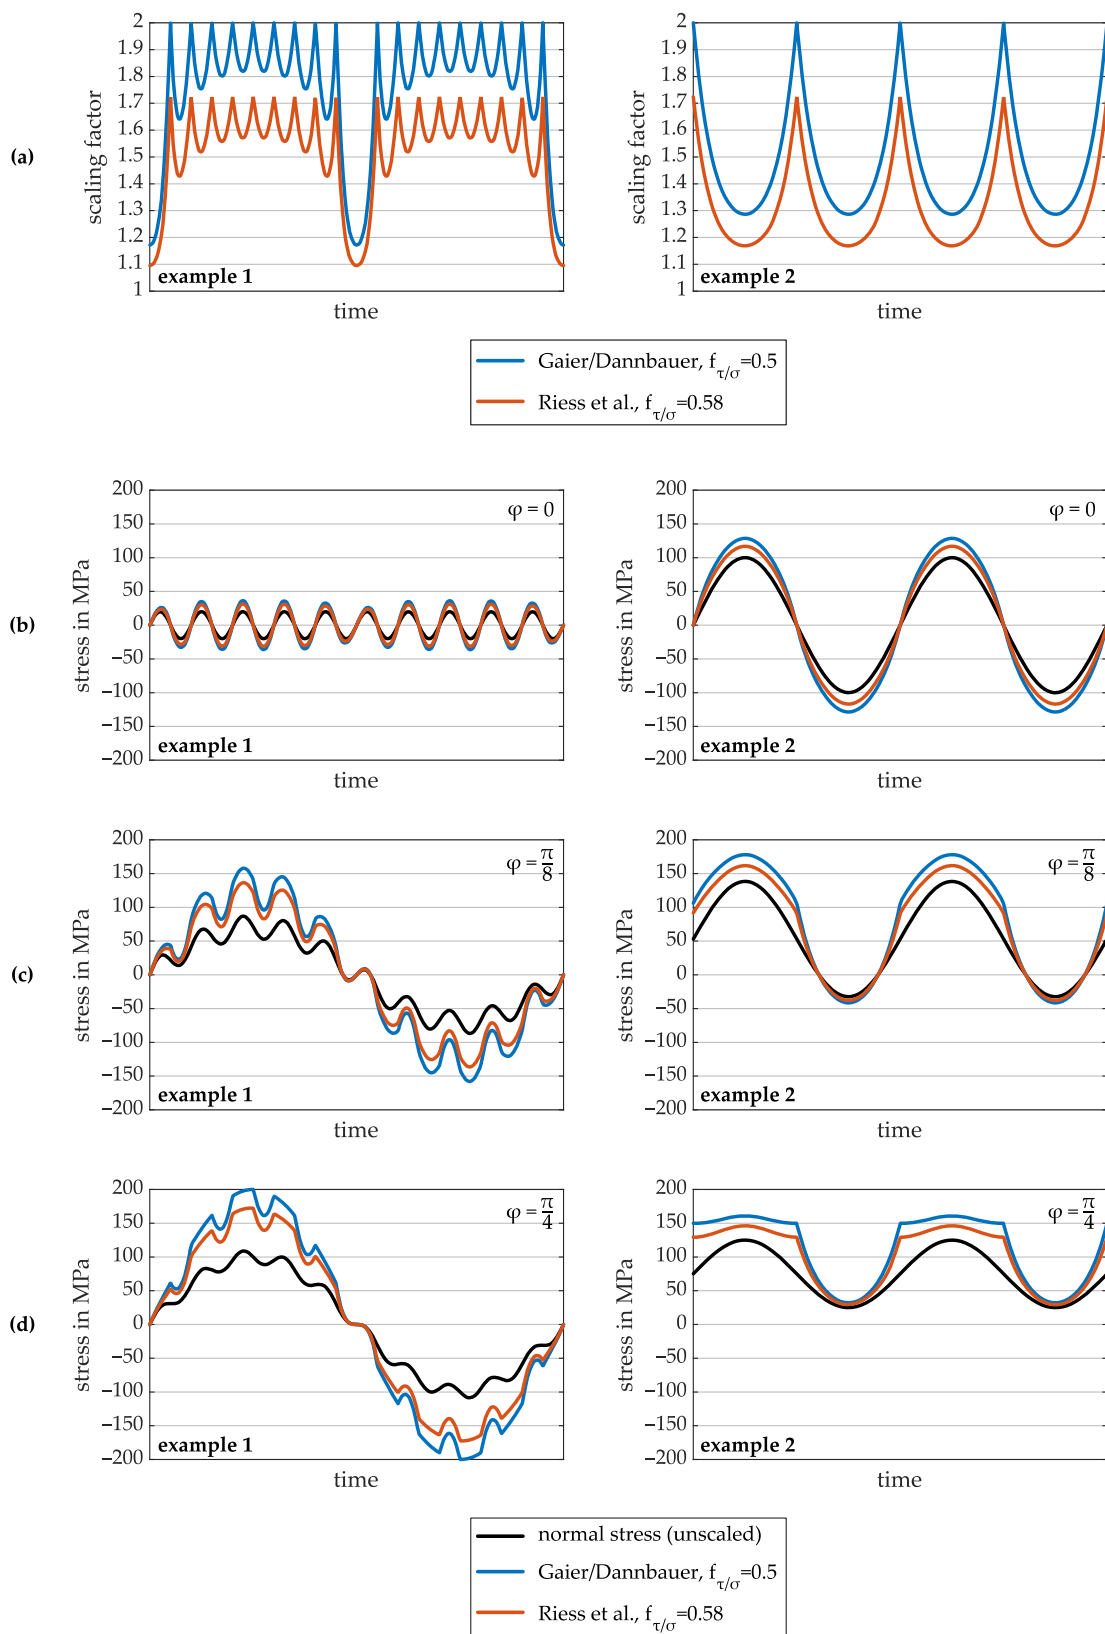 (a)
scaling factor
2
1.9
1.8
1.7
1.6
1.5
1.4
1.3
1.2
1.1
1
example 1
time
scaling factor
2
1.9
1.8
1.7
1.6
1.5
1.4
1.3
1.2
1.1
1
example 2
time
Gaier/Dannbauer, f_τ/σ=0.5
Riess et al., f_τ/σ=0.58
(b)
stress in MPa
200
150
100
50
0
−50
−100
−150
−200
φ = 0
example 1
time
stress in MPa
200
150
100
50
0
−50
−100
−150
−200
φ = 0
example 2
time
(c)
stress in MPa
200
150
100
50
0
−50
−100
−150
−200
φ = π/8
example 1
time
stress in MPa
200
150
100
50
0
−50
−100
−150
−200
φ = π/8
example 2
time
(d)
stress in MPa
200
150
100
50
0
−50
−100
−150
−200
φ = π/4
example 1
time
stress in MPa
200
150
100
50
0
−50
−100
−150
−200
φ = π/4
example 2
time
normal stress (unscaled)
Gaier/Dannbauer, f_τ/σ=0.5
Riess et al., f_τ/σ=0.58